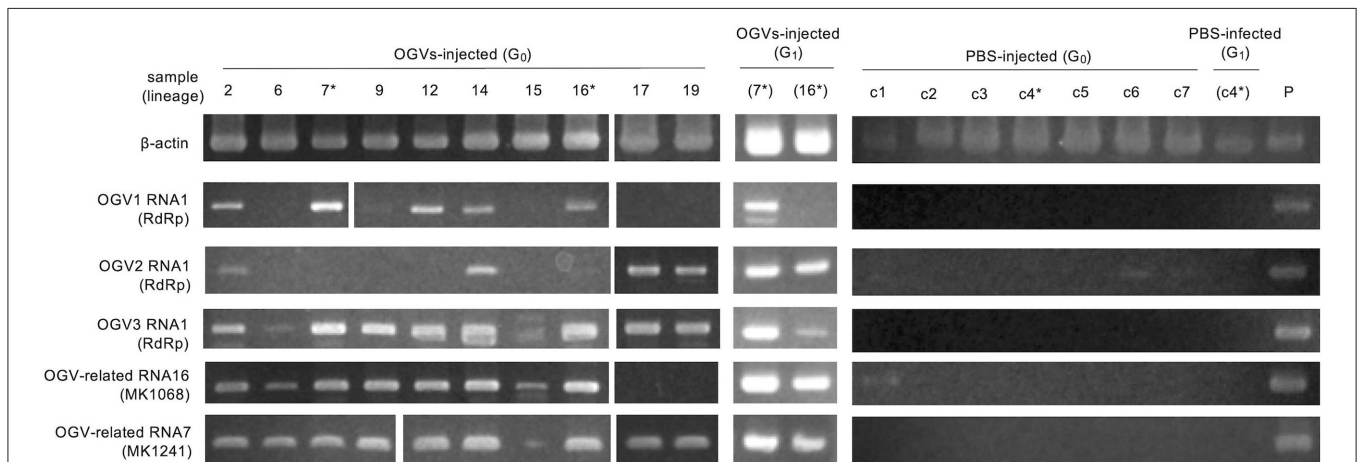 OGVs-injected (G₀)
OGVs-injected
(G₁)
PBS-injected (G₀)
PBS-infected
(G₁)
sample
(lineage)
2 6 7* 9 12 14 15 16* 17 19 (7*) (16*) c1 c2 c3 c4* c5 c6 c7 (c4*) P
β-actin
OGV1 RNA1
(RdRp)
OGV2 RNA1
(RdRp)
OGV3 RNA1
(RdRp)
OGV-related RNA16
(MK1068)
OGV-related RNA7
(MK1241)